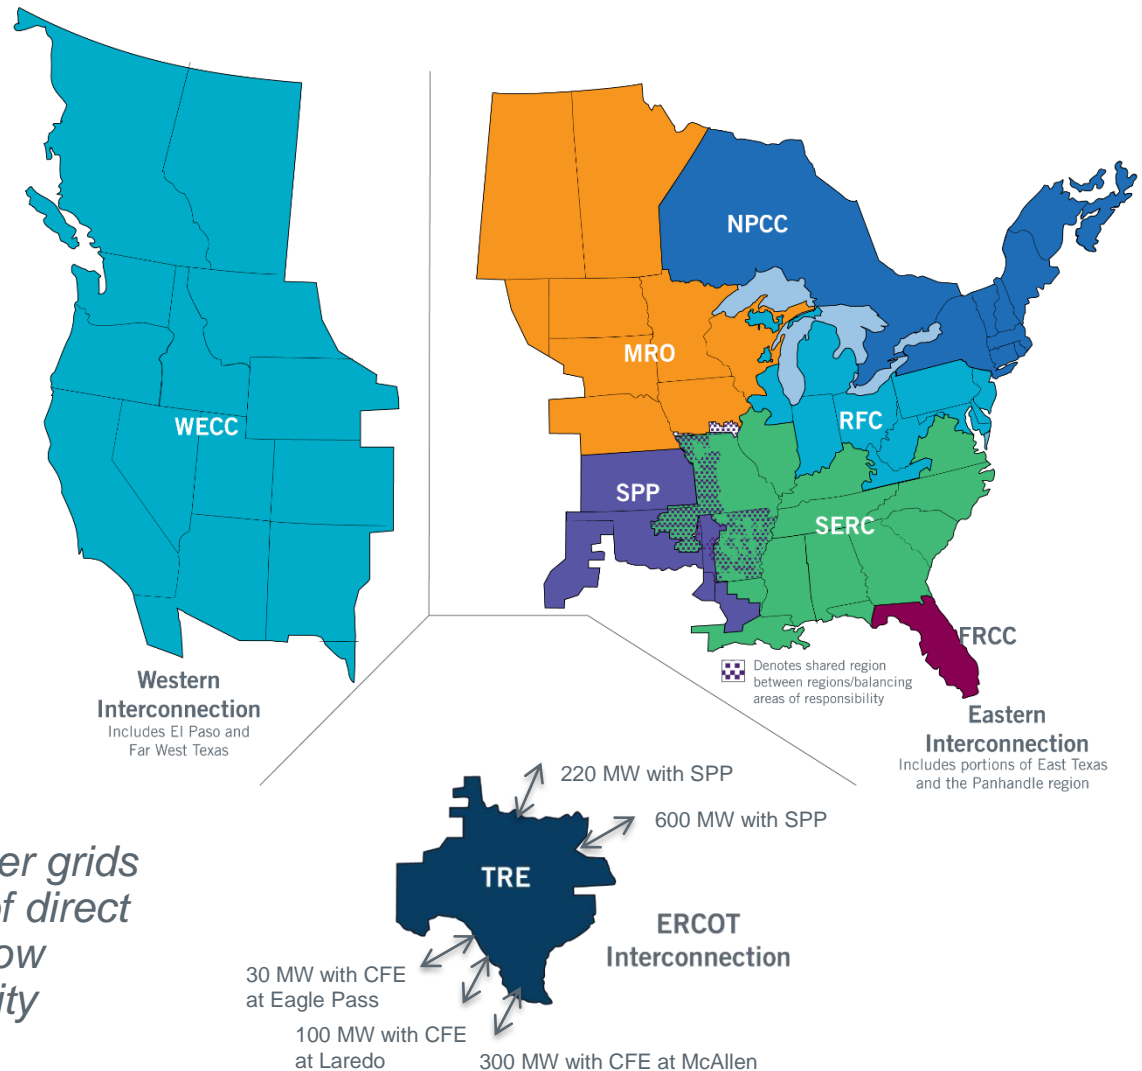 NPCC
MRO
WECC
RFC
SPP
SERC
FRCC
Denotes shared region
between regions/balancing
areas of responsibility
Western
Interconnection
Includes El Paso and
Far West Texas
Eastern
Interconnection
Includes portions of East Texas
and the Panhandle region
220 MW with SPP
600 MW with SPP
TRE
ERCOT
Interconnection
grids
direct
30 MW with CFE
at Eagle Pass
100 MW with CFE
at Laredo
300 MW with CFE at McAllen